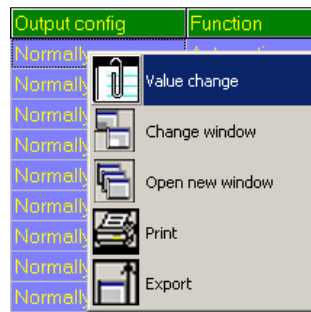 Output config Function
Normally
Normally Value change
Normally
Normally Change window
Normally Open new window
Normally
Normally Print
Normally
Normally Export